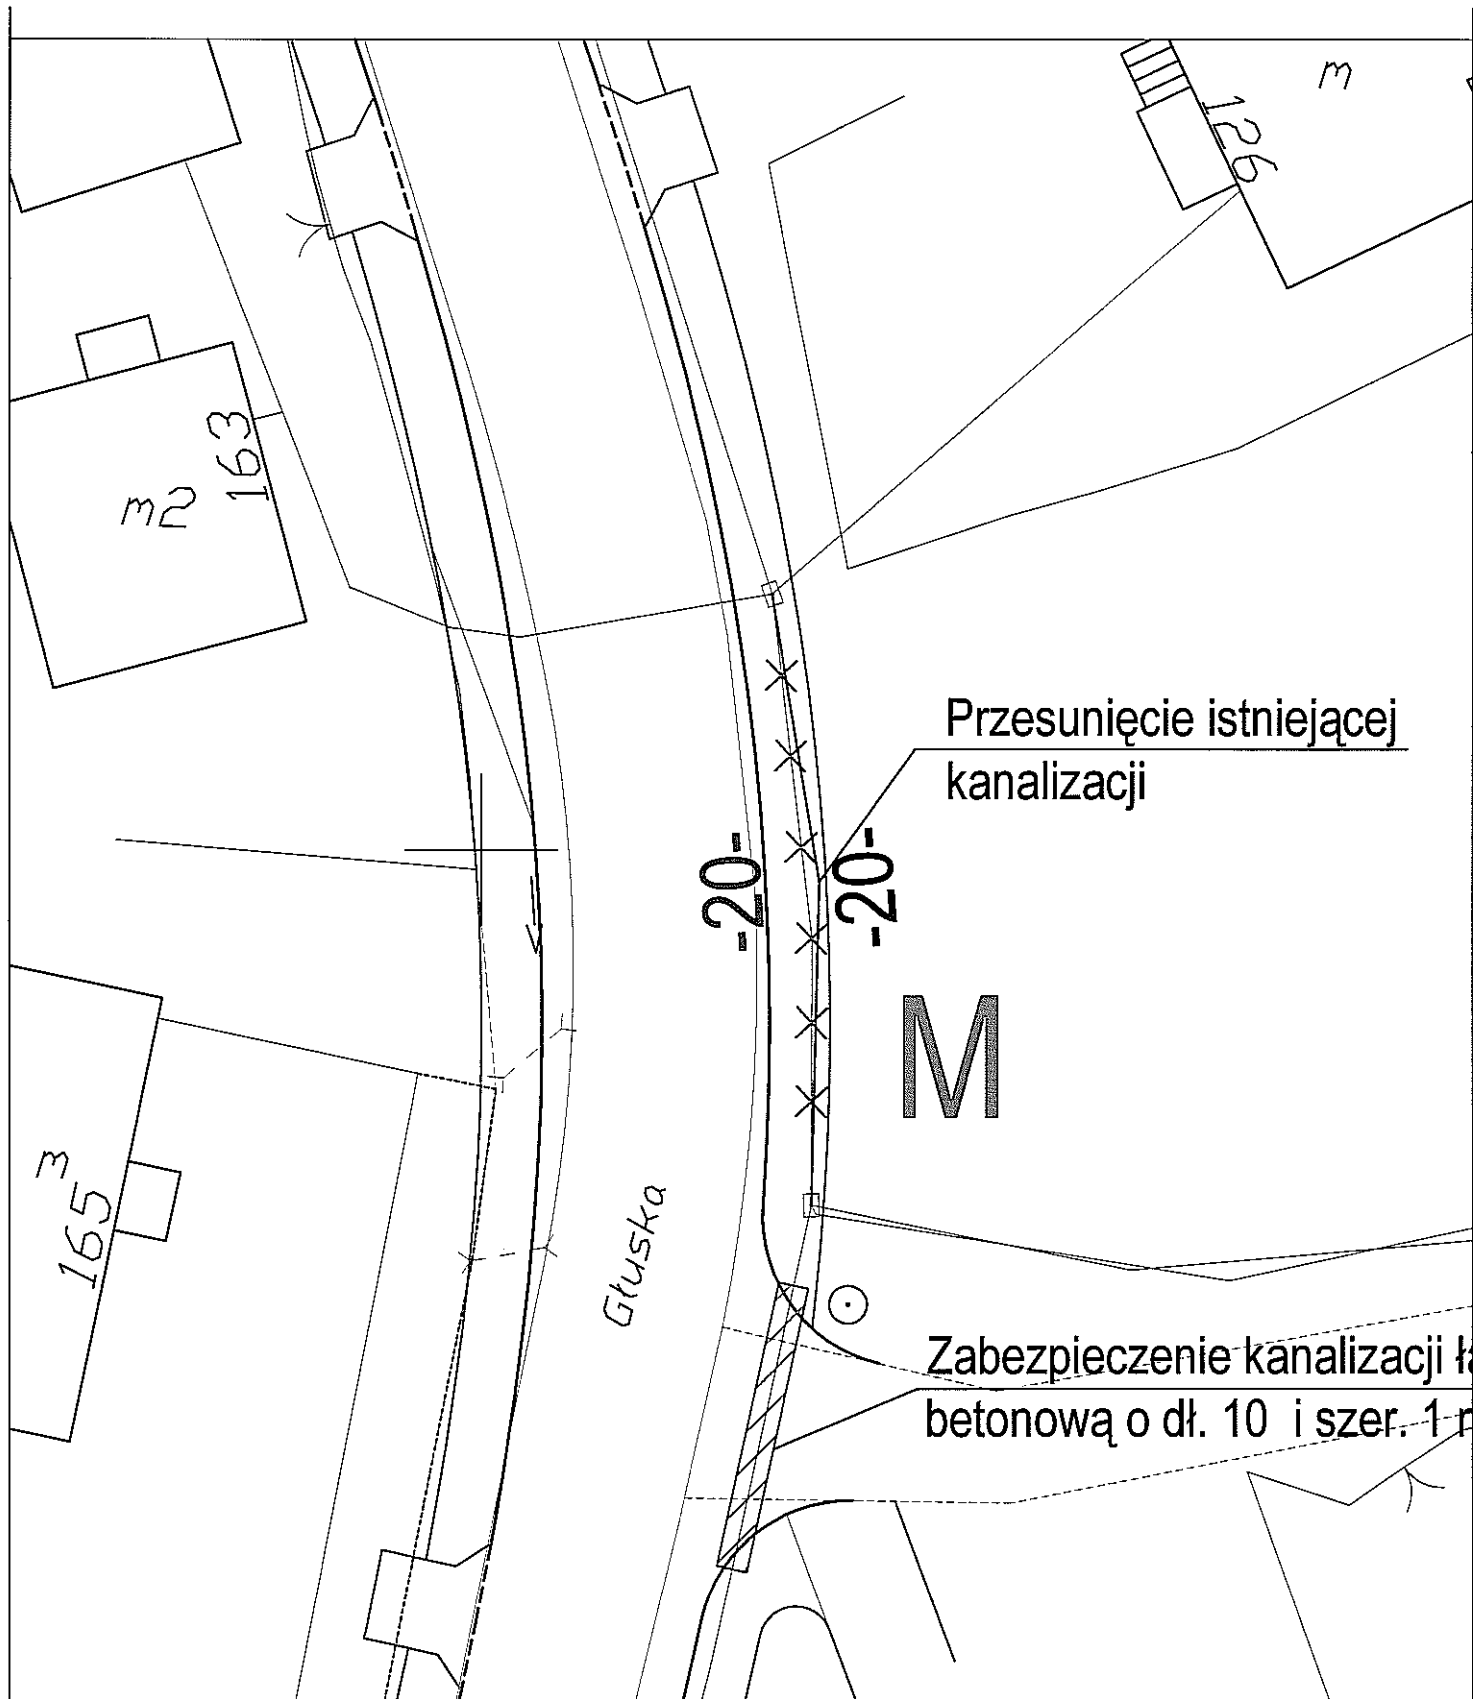 m
126
163
m2
Przesunięcie istniejącej
kanalizacji
-20-
-20-
M
m
165
Głuska
Zabezpieczenie kanalizacji
betonową o dł. 10 i szer. 1